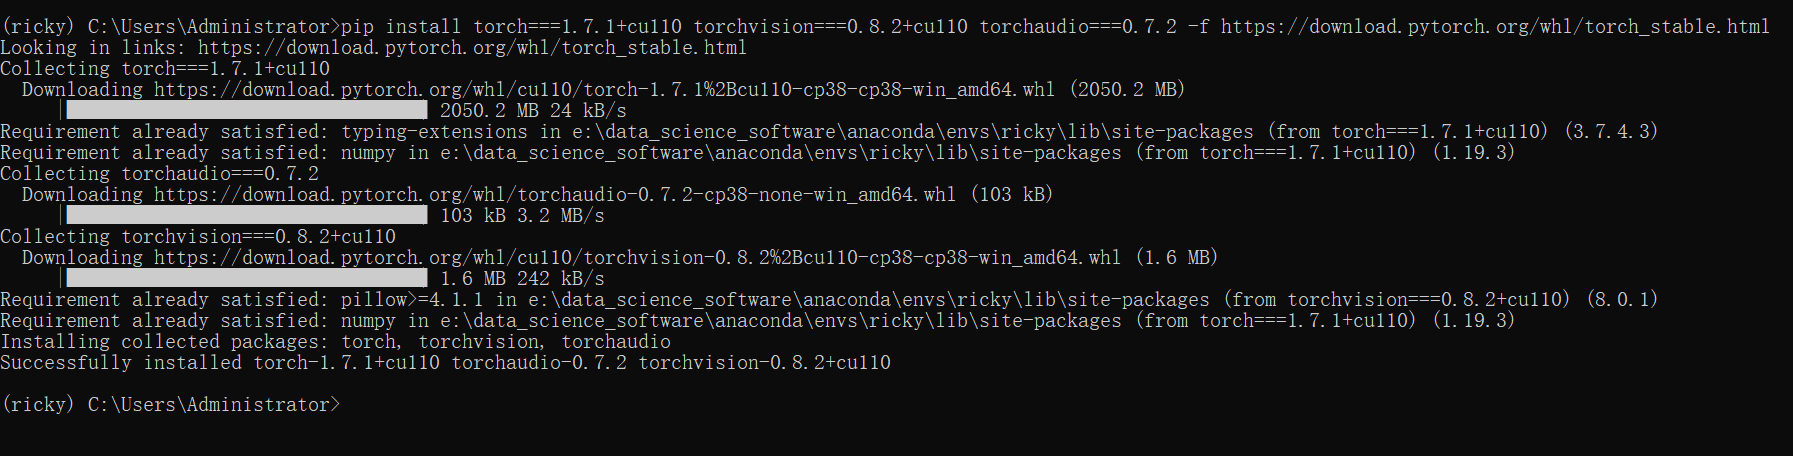 (ricky) C:\Users\Administrator>pip install torch===1.7.1+cu110 torchvision===0.8.2+cu110 torchaudio===0.7.2 -f https://download.pytorch.org/whl/torch_stable.html
Looking in links: https://download.pytorch.org/whl/torch_stable.html
Collecting torch===1.7.1+cu110
  Downloading https://download.pytorch.org/whl/cu110/torch-1.7.1%2Bcu110-cp38-cp38-win_amd64.whl (2050.2 MB)
2050.2 MB 24 kB/s
Requirement already satisfied: typing-extensions in e:\data_science_software\anaconda\envs\ricky\lib\site-packages (from torch===1.7.1+cu110) (3.7.4.3)
Requirement already satisfied: numpy in e:\data_science_software\anaconda\envs\ricky\lib\site-packages (from torch===1.7.1+cu110) (1.19.3)
Collecting torchaudio===0.7.2
  Downloading https://download.pytorch.org/whl/torchaudio-0.7.2-cp38-none-win_amd64.whl (103 kB)
103 kB 3.2 MB/s
Collecting torchvision===0.8.2+cu110
  Downloading https://download.pytorch.org/whl/cu110/torchvision-0.8.2%2Bcu110-cp38-cp38-win_amd64.whl (1.6 MB)
1.6 MB 242 kB/s
Requirement already satisfied: pillow>=4.1.1 in e:\data_science_software\anaconda\envs\ricky\lib\site-packages (from torchvision===0.8.2+cu110) (8.0.1)
Requirement already satisfied: numpy in e:\data_science_software\anaconda\envs\ricky\lib\site-packages (from torch===1.7.1+cu110) (1.19.3)
Installing collected packages: torch, torchvision, torchaudio
Successfully installed torch-1.7.1+cu110 torchaudio-0.7.2 torchvision-0.8.2+cu110
(ricky) C:\Users\Administrator>